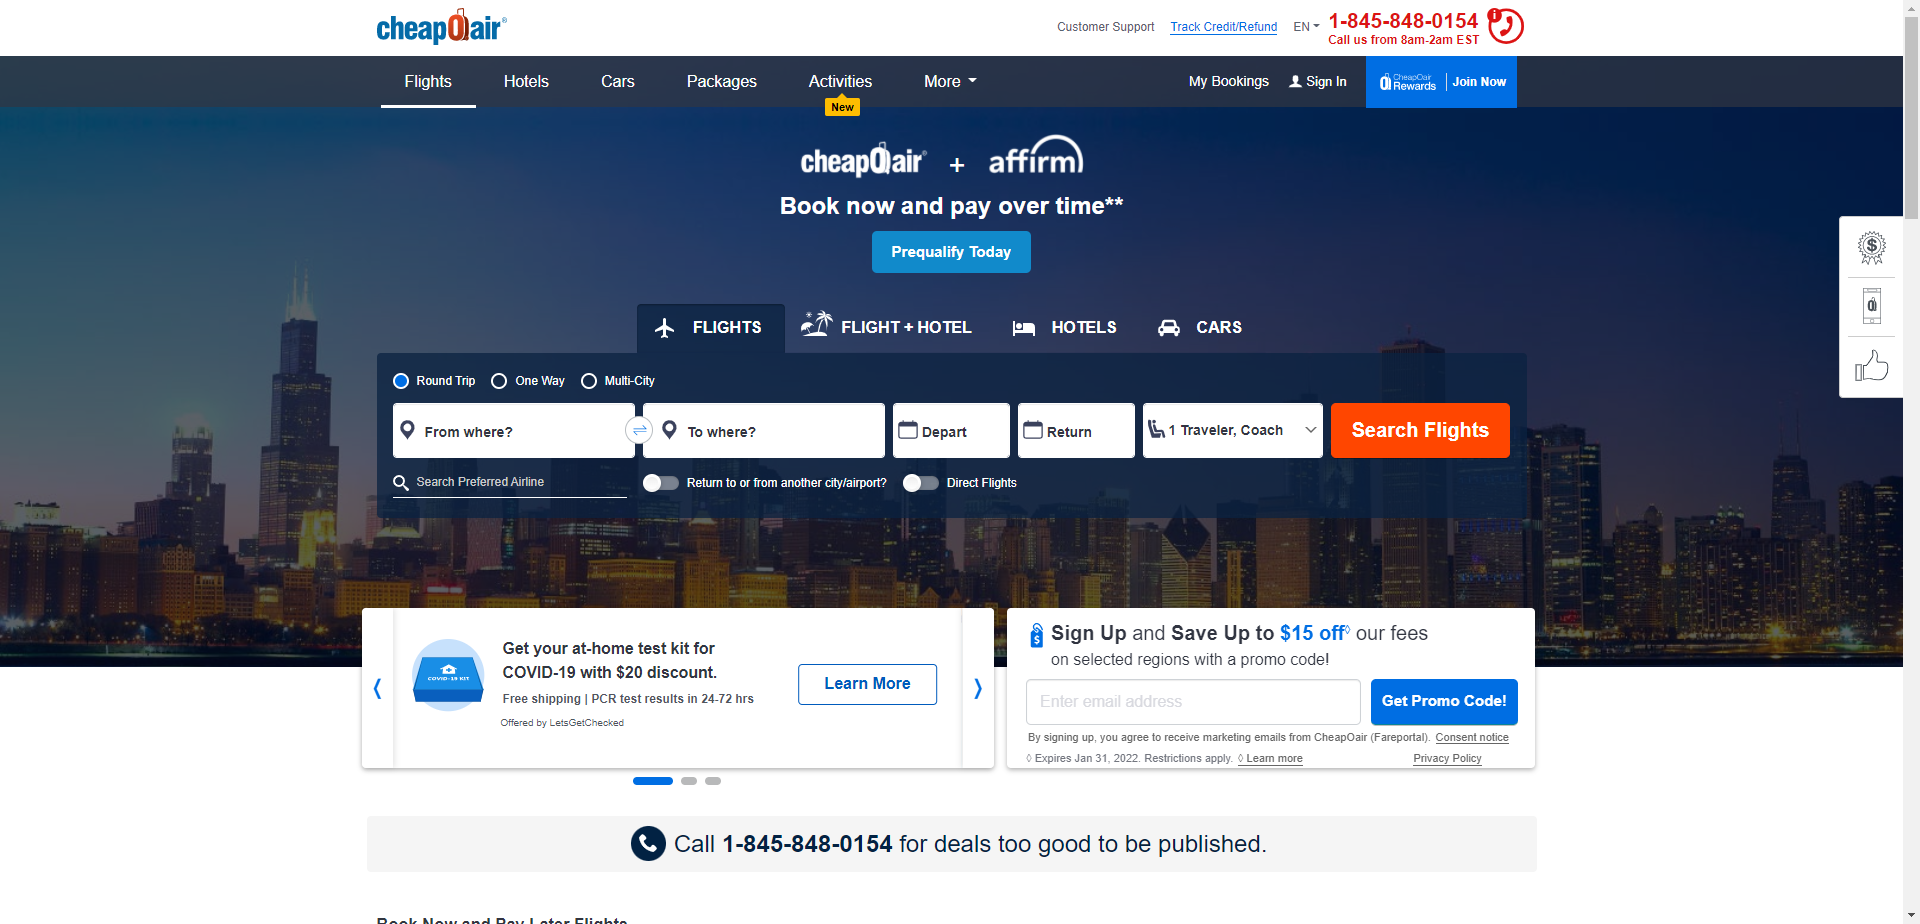 cheapOair®
Customer Support Track Credit/Refund EN 1-845-848-0154
Call us from 8am-2am EST
Flights Hotels Cars Packages Activities More My Bookings Sign In CheapOair Rewards Join Now
New
cheapOair® + affirm
Book now and pay over time**
Prequalify Today
FLIGHTS FLIGHT + HOTEL HOTELS CARS
Round Trip One Way Multi-City
From where? To where? Depart Return 1 Traveler, Coach Search Flights
Search Preferred Airline Return to or from another city/airport? Direct Flights
COVID-19 KIT
Get your at-home test kit for
COVID-19 with $20 discount.
Free shipping | PCR test results in 24-72 hrs
Offered by LetsGetChecked
Learn More
Sign Up and Save Up to $15 off◊ our fees
on selected regions with a promo code!
Enter email address Get Promo Code!
By signing up, you agree to receive marketing emails from CheapOair (Fareportal). Consent notice
◊ Expires Jan 31, 2022. Restrictions apply. ◊ Learn more Privacy Policy
Call 1-845-848-0154 for deals too good to be published.
Book Now and Pay Later Flights